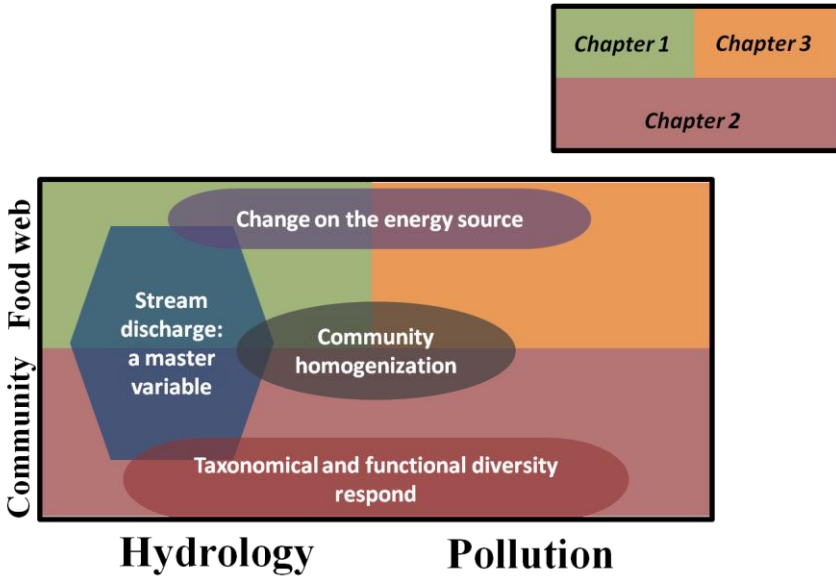 Chapter 1
Chapter 3
Chapter 2
Food web
Community
Change on the energy source
Stream
discharge:
a master
variable
Community
homogenization
Taxonomical and functional diversity
respond
Hydrology
Pollution